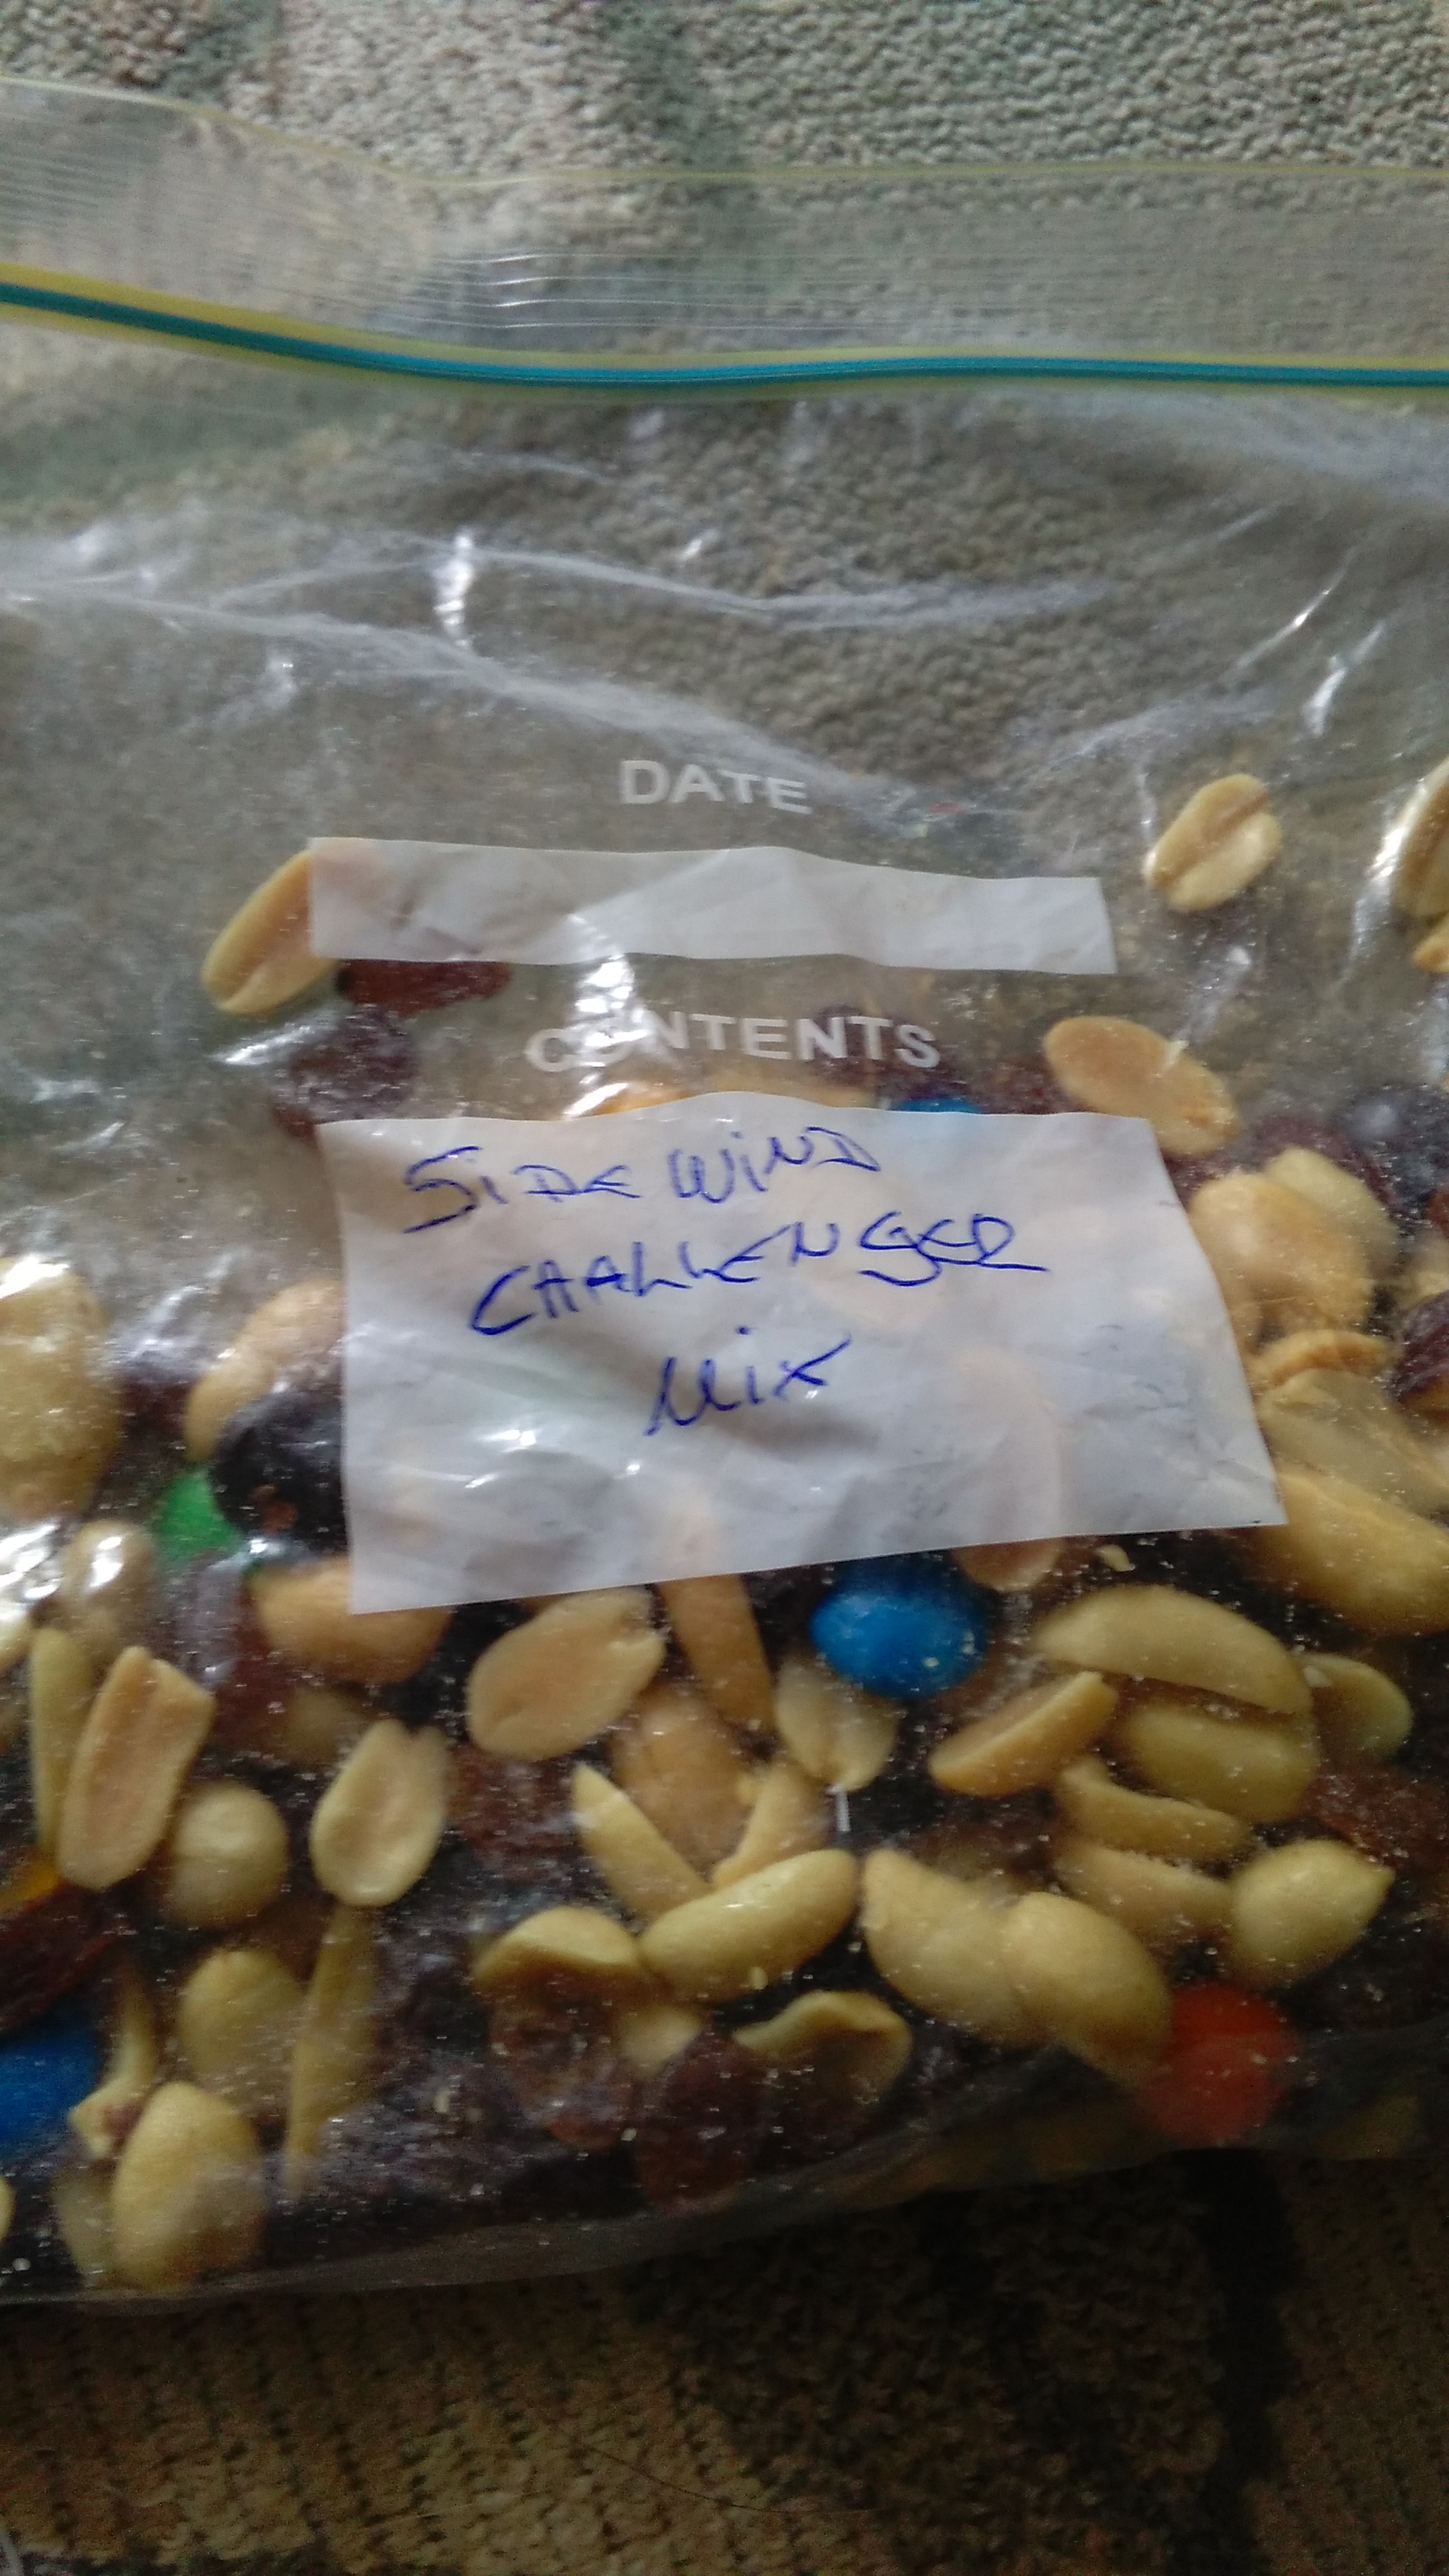 DATE
CONTENTS
SiDE WiND
CHALLENGER
Mix